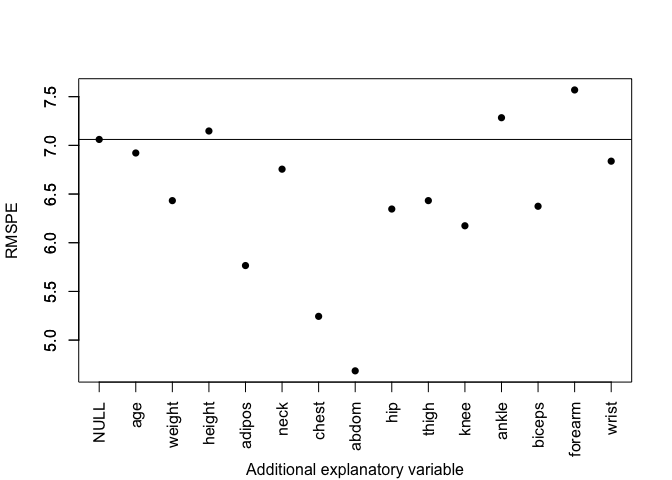 RMSPE
7.5
7.0
6.5
6.0
5.5
5.0
NULL
age
weight
height
adipos
neck
chest
abdom
hip
thigh
knee
ankle
biceps
forearm
wrist
Additional explanatory variable